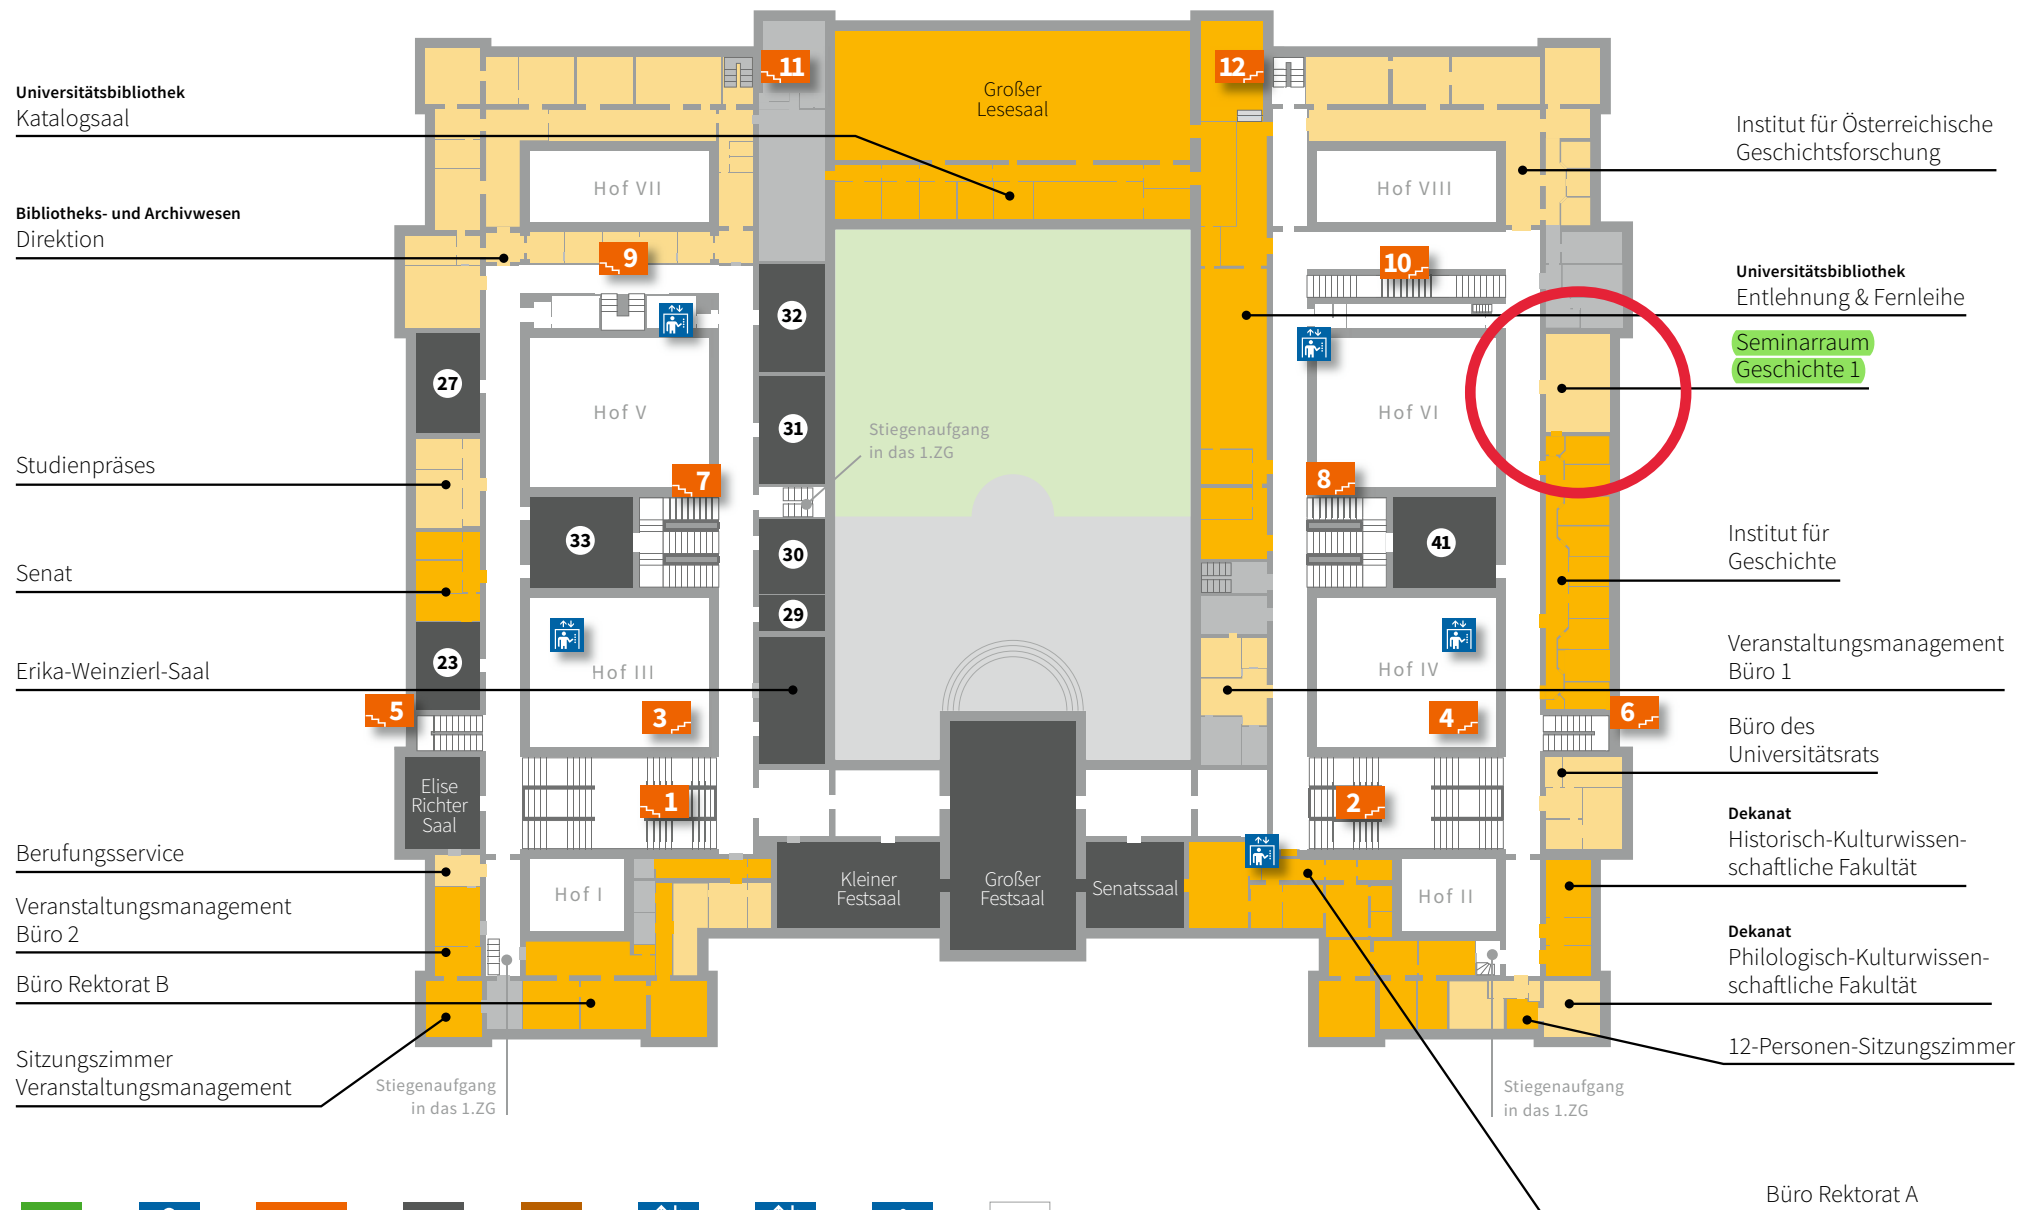 Universitätsbibliothek
Katalogsaal
Bibliotheks- und Archivwesen
Direktion
Studienpräses
Senat
Erika-Weinzierl-Saal
Berufungsservice
Veranstaltungsmanagement
Büro 2
Büro Rektorat B
Sitzungszimmer
Veranstaltungsmanagement
11
Großer
Lesesaal
12
Hof VII
Hof VIII
9
10
32
27
Hof V
31
Stiegenaufgang
in das 1.ZG
Hof VI
7
8
33
30
41
29
23
Hof III
Hof IV
5
3
4
6
Elise
Richter
Saal
1
2
Hof I
Kleiner
Festsaal
Großer
Festsaal
Senatssaal
Hof II
Stiegenaufgang
in das 1.ZG
Stiegenaufgang
in das 1.ZG
Institut für Österreichische
Geschichtsforschung
Universitätsbibliothek
Entlehnung & Fernleihe
Seminarraum
Geschichte 1
Institut für
Geschichte
Veranstaltungsmanagement
Büro 1
Büro des
Universitätsrats
Dekanat
Historisch-Kulturwissen-
schaftliche Fakultät
Dekanat
Philologisch-Kulturwissen-
schaftliche Fakultät
12-Personen-Sitzungszimmer
Büro Rektorat A